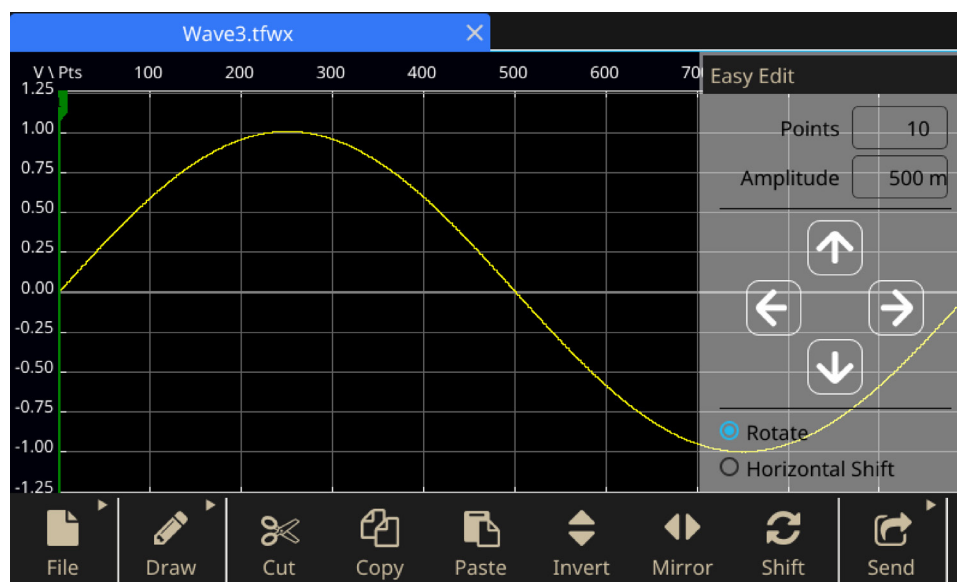 Wave3.tfwx
V \ Pts 100 200 300 400 500 600 70
Easy Edit
1.25
Points 10
1.00
0.75
Amplitude 500 m
0.50
0.25
0.00
-0.25
-0.50
-0.75
Rotate
-1.00
Horizontal Shift
-1.25
File Draw Cut Copy Paste Invert Mirror Shift Send